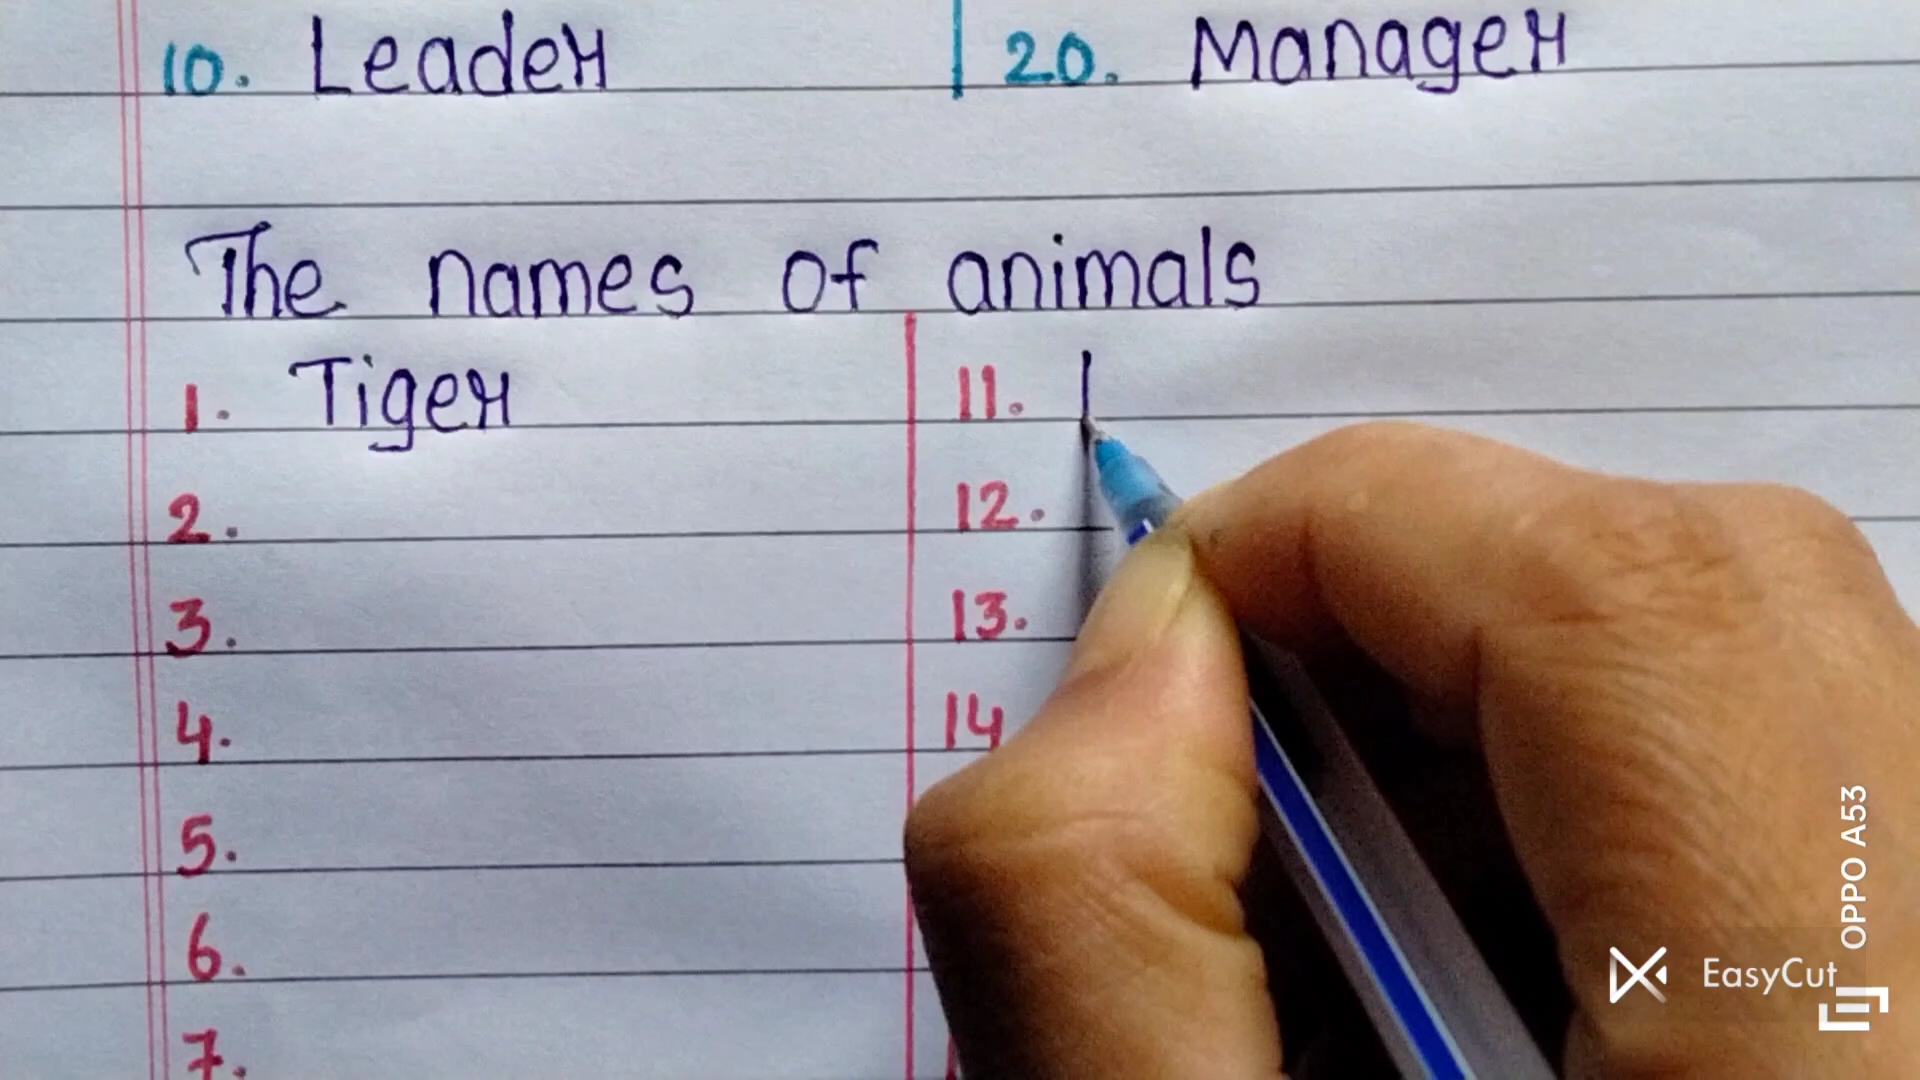 10. Leader 20. Manager
The names of animals
1. Tiger 11.
2. 12.
3. 13.
4. 14
5.
6.
7.
OPPO A53
EasyCut